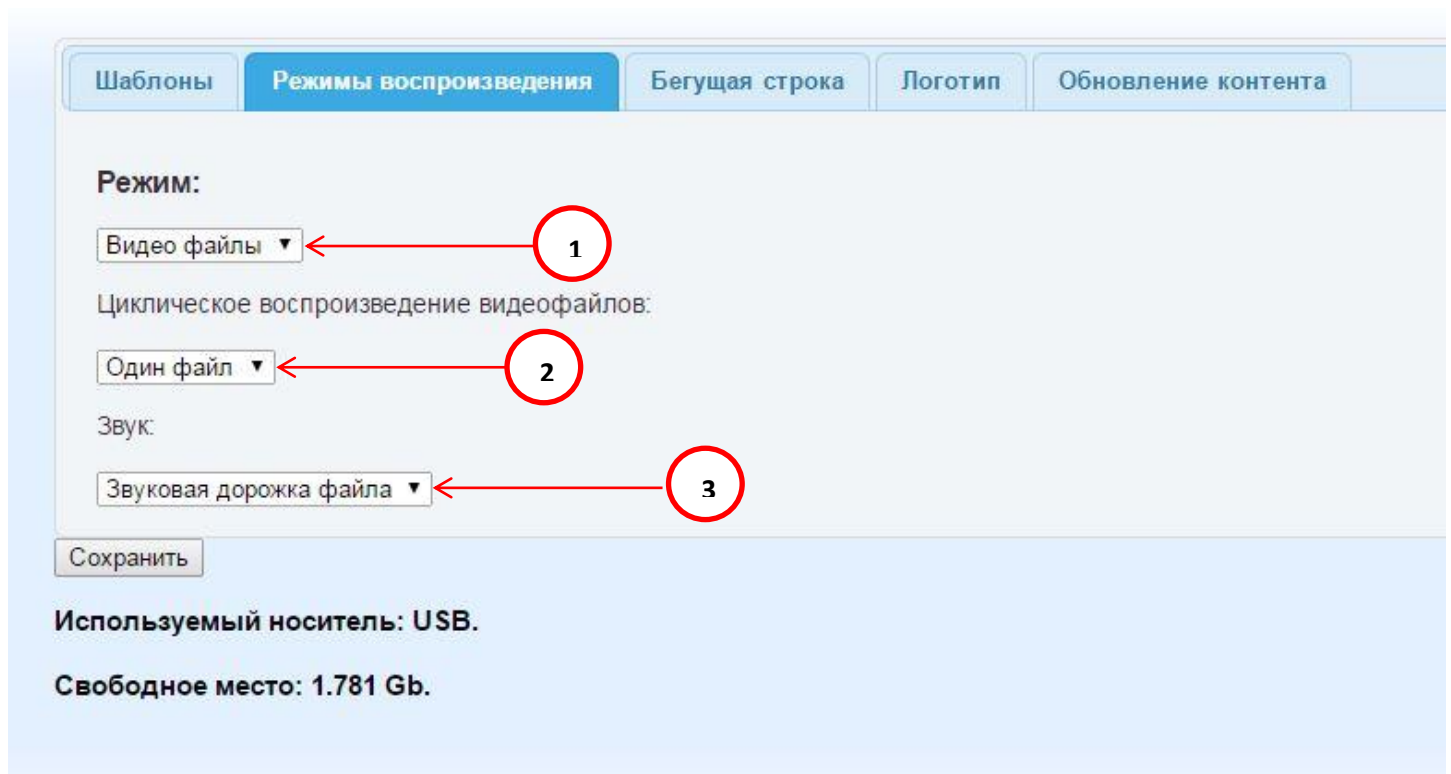 Шаблоны Режимы воспроизведения Бегущая строка Логотип Обновление контента
Режим:
Видео файлы
1
Циклическое воспроизведение видеофайлов:
Один файл
2
Звук:
Звуковая дорожка файла
3
Сохранить
Используемый носитель: USB.
Свободное место: 1.781 Gb.